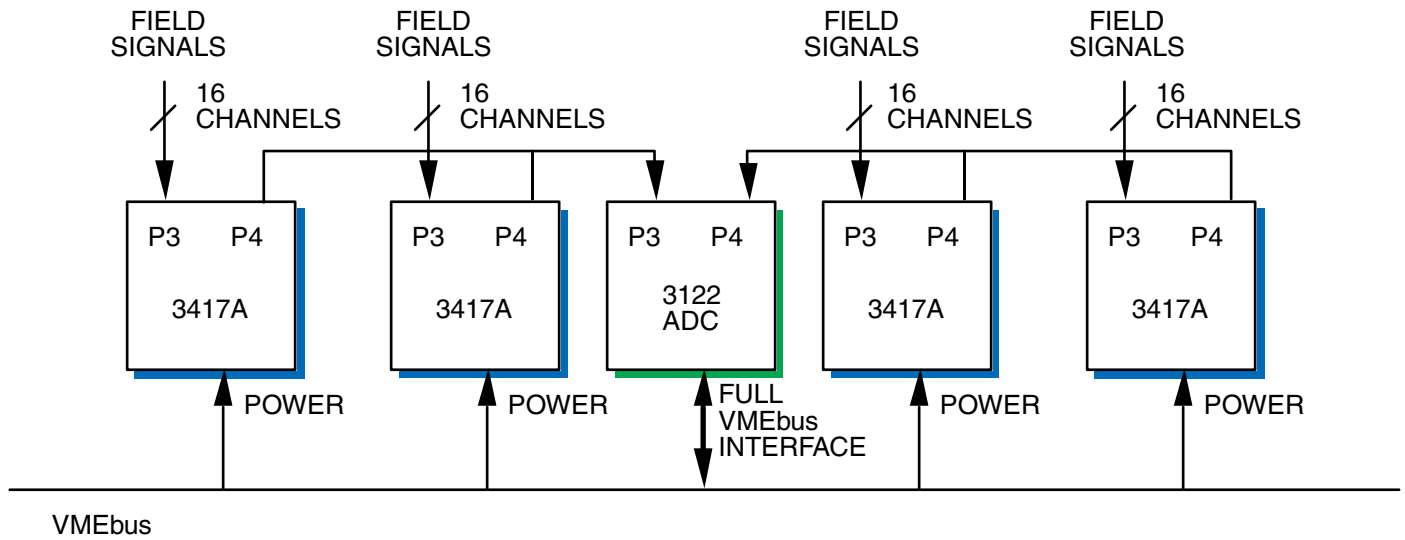 FIELD
SIGNALS
FIELD
SIGNALS
FIELD
SIGNALS
FIELD
SIGNALS
16
CHANNELS
16
CHANNELS
16
CHANNELS
16
CHANNELS
P3 P4
3417A
P3 P4
3417A
P3 P4
3122
ADC
P3 P4
3417A
P3 P4
3417A
POWER
POWER
FULL
VMEbus
INTERFACE
POWER
POWER
VMEbus